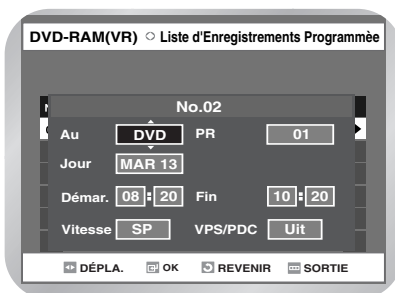 DVD-RAM(VR) Liste d'Enregistrements Programmèe
No.02
Au DVD PR 01
Jour MAR 13
Démar. 08 : 20 Fin 10 : 20
Vitesse SP VPS/PDC Uit
DÉPLA. OK REVENIR SORTIE